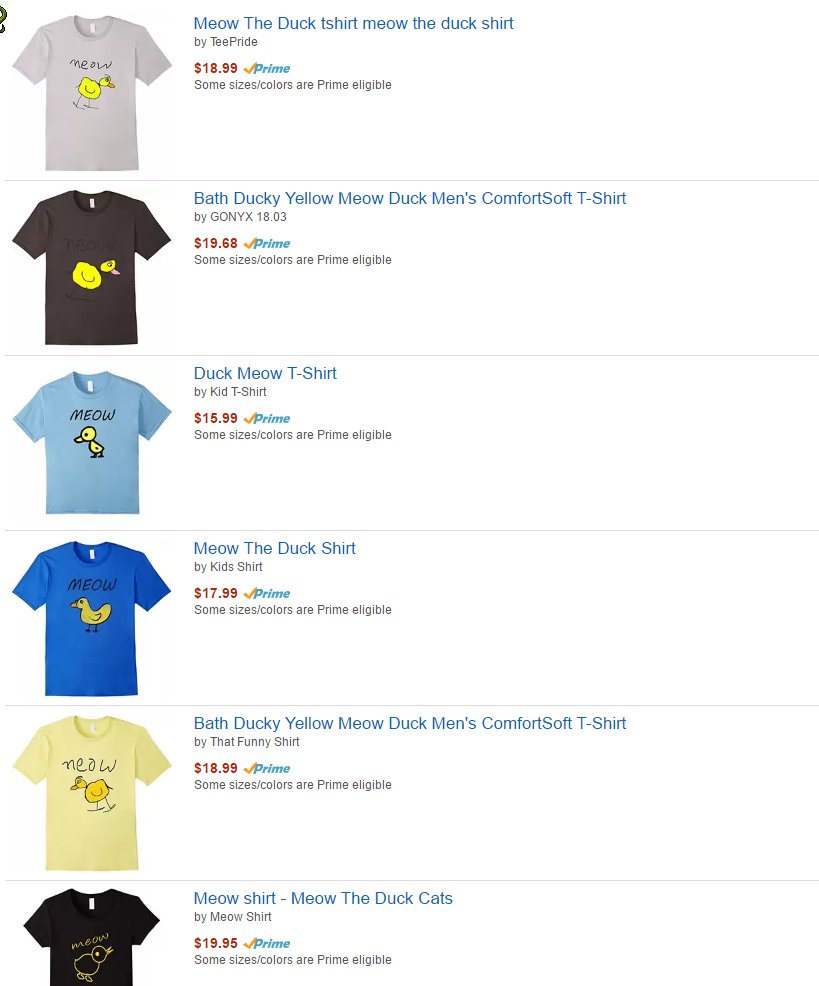 meow
Meow The Duck tshirt meow the duck shirt
by TeePride
$18.99 Prime
Some sizes/colors are Prime eligible
meow
Bath Ducky Yellow Meow Duck Men's ComfortSoft T-Shirt
by GONYX 18.03
$19.68 Prime
Some sizes/colors are Prime eligible
MEOW
Duck Meow T-Shirt
by Kid T-Shirt
$15.99 Prime
Some sizes/colors are Prime eligible
MEOW
Meow The Duck Shirt
by Kids Shirt
$17.99 Prime
Some sizes/colors are Prime eligible
meow
Bath Ducky Yellow Meow Duck Men's ComfortSoft T-Shirt
by That Funny Shirt
$18.99 Prime
Some sizes/colors are Prime eligible
meow
Meow shirt - Meow The Duck Cats
by Meow Shirt
$19.95 Prime
Some sizes/colors are Prime eligible